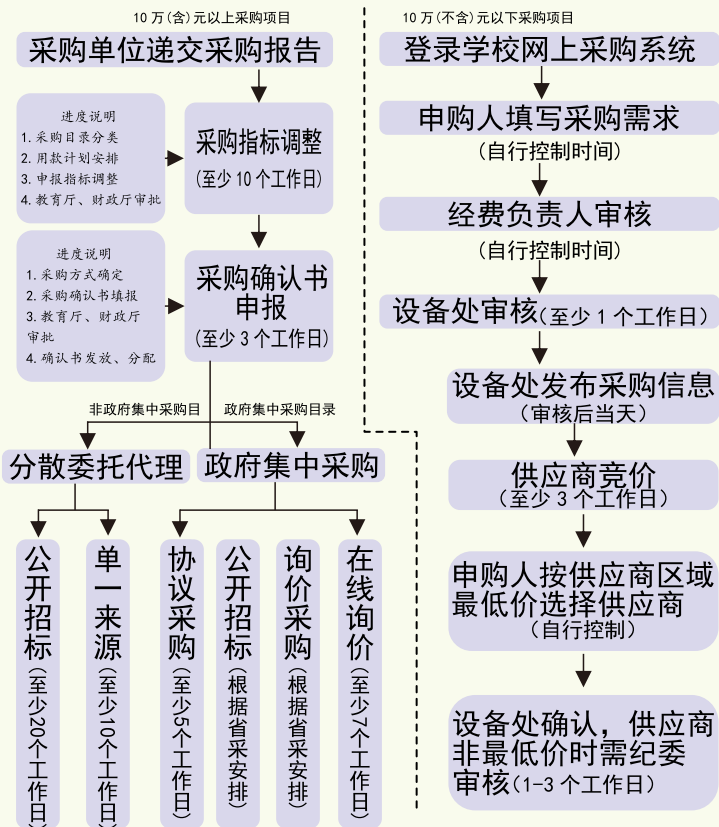 10 万(含)元以上采购项目
采购单位递交采购报告
进度说明
1. 采购目录分类
2. 用款计划安排
3. 申报指标调整
4. 教育厅、财政厅审批
采购指标调整
(至少 10 个工作日)
进度说明
1. 采购方式确定
2. 采购确认书填报
3. 教育厅、财政厅
审批
4. 确认书发放、分配
采购确认书
申报
(至少 3 个工作日)
非政府集中采购目
政府集中采购目录
分散委托代理
政府集中采购
公开招标(至少20个工作日)
单一来源(至少10个工作日)
协议采购(至少5个工作日)
公开招标(根据省采安排)
询价采购(根据省采安排)
在线询价(至少7个工作日)
10 万(不含)元以下采购项目
登录学校网上采购系统
申购人填写采购需求
(自行控制时间)
经费负责人审核
(自行控制时间)
设备处审核(至少 1 个工作日)
设备处发布采购信息
(审核后当天)
供应商竞价
(至少 3 个工作日)
申购人按供应商区域
最低价选择供应商
(自行控制)
设备处确认，供应商
非最低价时需纪委
审核(1-3 个工作日)